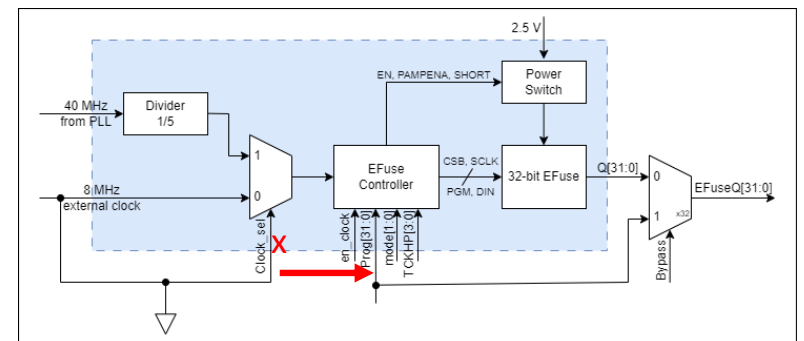 2.5 V
EN, PAMPENA, SHORT
Power
Switch
40 MHz
from PLL
Divider
1/5
1
0
8 MHz
external clock
EFuse
Controller
CSB, SCLK
PGM, DIN
32-bit EFuse
Q[31:0]
0
1
x32
EFuseQ[31:0]
Clock_sel
X
en_clock
Prog[31:0]
mode[1:0]
TCKHP[3:0]
Bypass